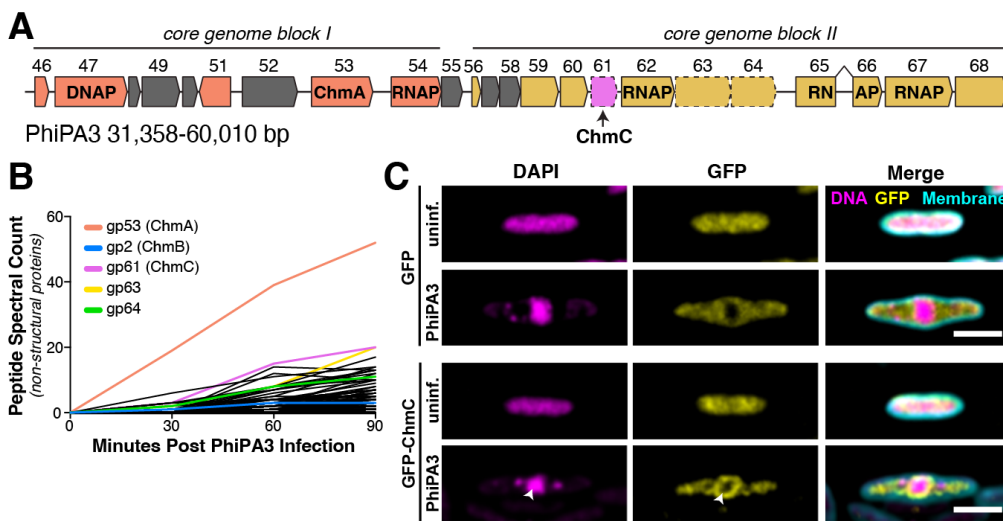 A
core genome block I
core genome block II
46 47 49 51 52 53 54 55 56 58 59 60 61 62 63 64 65 66 67 68
DNAP ChmA RNAP RNAP RN AP RNAP
PhiPA3 31,358-60,010 bp
ChmC
B
Peptide Spectral Count
(non-structural proteins)
60
40
20
0
gp53 (ChmA)
gp2 (ChmB)
gp61 (ChmC)
gp63
gp64
0 30 60 90
Minutes Post PhiPA3 Infection
C
DAPI GFP Merge
DNA GFP Membrane
GFP
uninf.
PhiPA3
GFP-ChmC
uninf.
PhiPA3